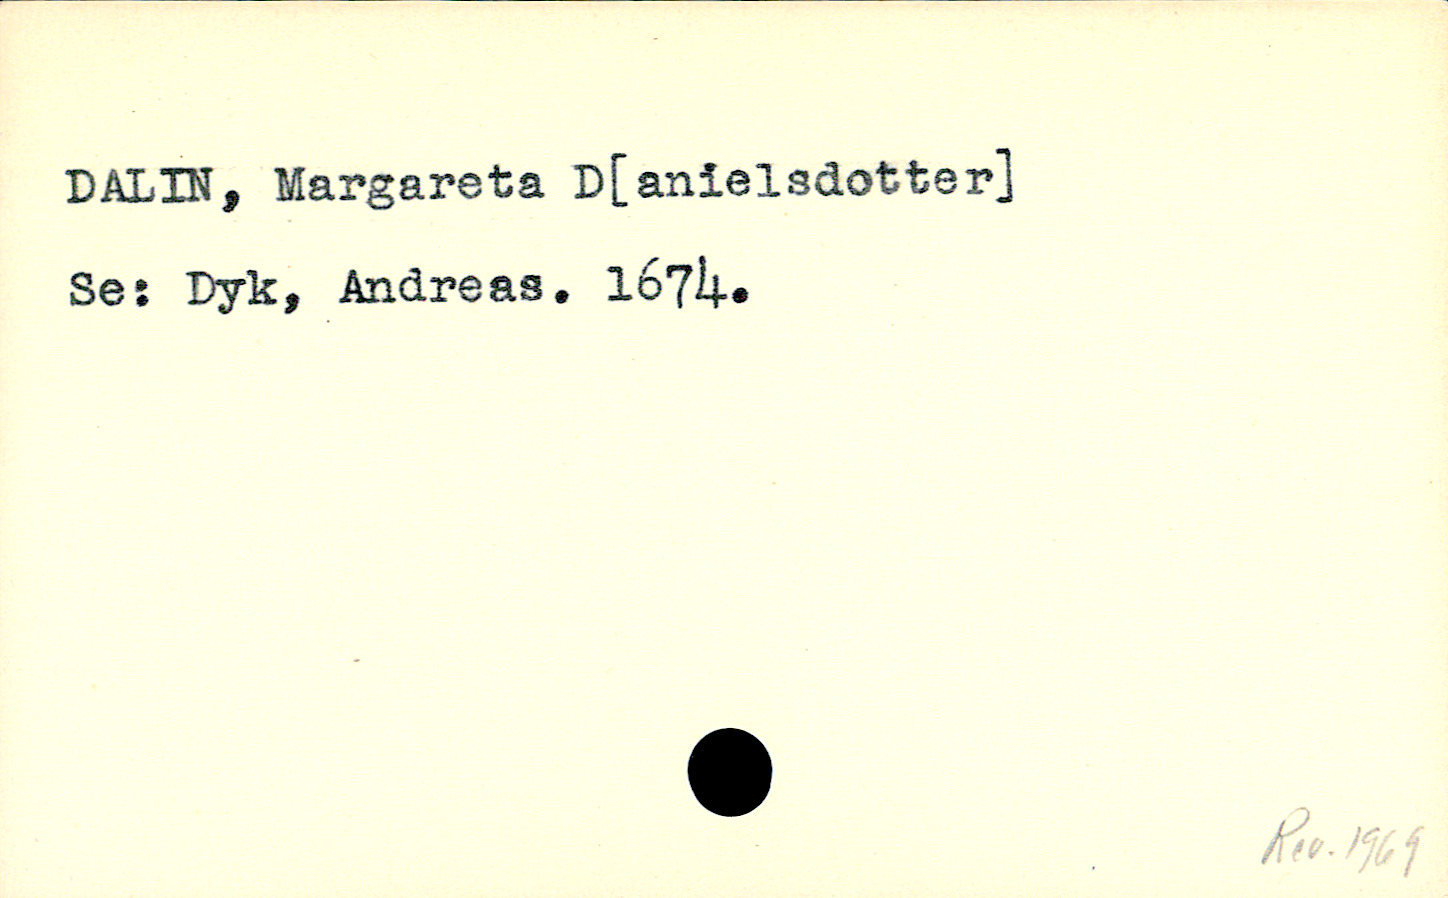 DALIN, Margareta D[anielsdotter]
Se: Dyk, Andreas. 1674.
Rev. 1969